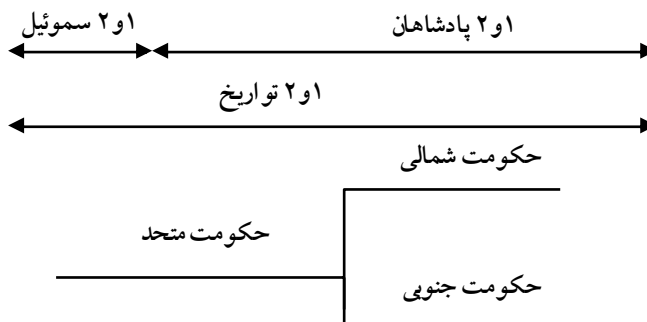 ۱و۲ پادشاهان
۱و۲ سموئیل
۱و۲ تواریخ
حکومت شمالی
حکومت متحد
حکومت جنوبی